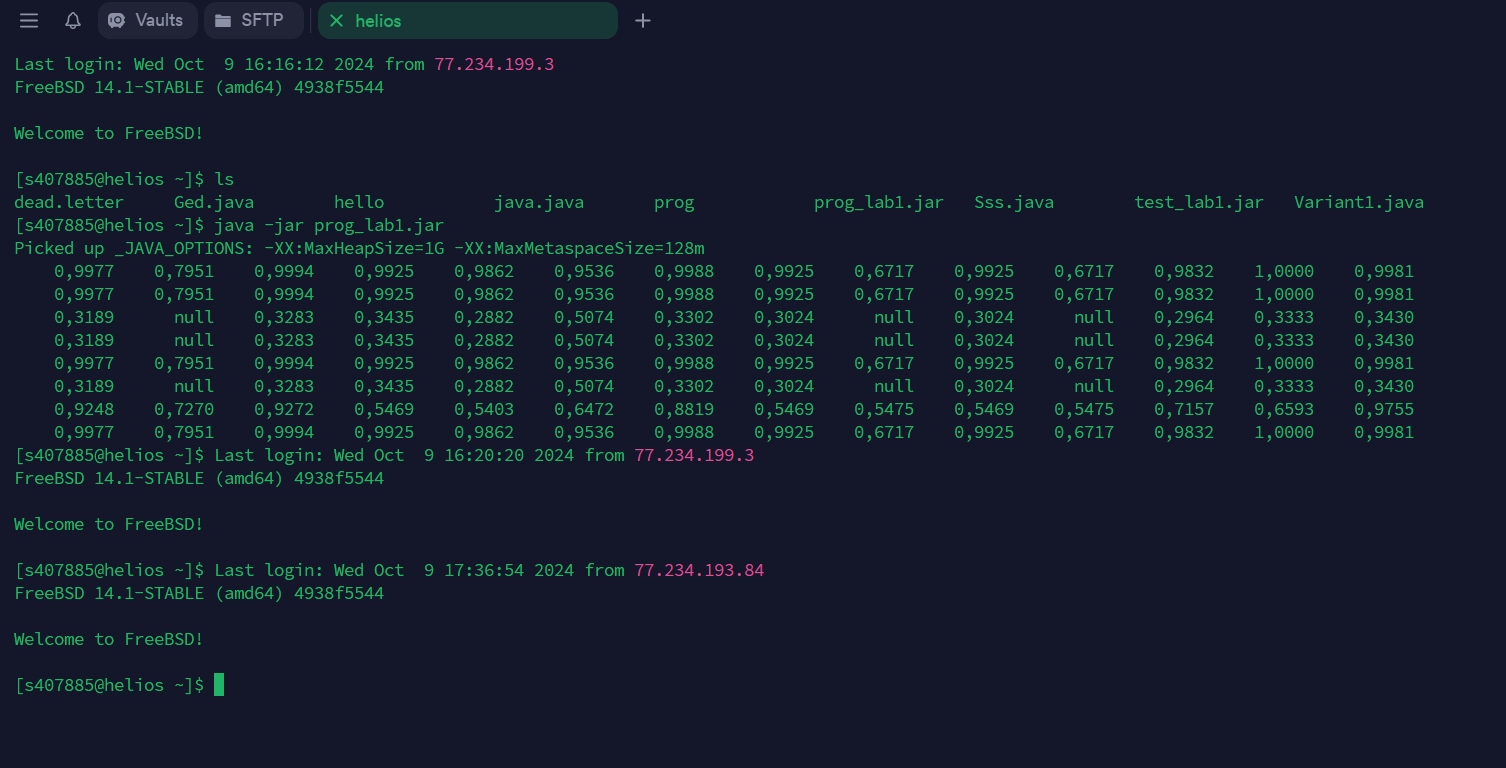 Vaults SFTP helios
Last login: Wed Oct  9 16:16:12 2024 from 77.234.199.3
FreeBSD 14.1-STABLE (amd64) 4938f5544
Welcome to FreeBSD!
[s407885@helios ~]$ ls
dead.letter     Ged.java        hello           java.java       prog            prog_lab1.jar   Sss.java        test_lab1.jar   Variant1.java
[s407885@helios ~]$ java -jar prog_lab1.jar
Picked up _JAVA_OPTIONS: -XX:MaxHeapSize=1G -XX:MaxMetaspaceSize=128m
    0,9977    0,7951    0,9994    0,9925    0,9862    0,9536    0,9988    0,9925    0,6717    0,9925    0,6717    0,9832    1,0000    0,9981
    0,9977    0,7951    0,9994    0,9925    0,9862    0,9536    0,9988    0,9925    0,6717    0,9925    0,6717    0,9832    1,0000    0,9981
    0,3189      null    0,3283    0,3435    0,2882    0,5074    0,3302    0,3024      null    0,3024      null    0,2964    0,3333    0,3430
    0,3189      null    0,3283    0,3435    0,2882    0,5074    0,3302    0,3024      null    0,3024      null    0,2964    0,3333    0,3430
    0,9977    0,7951    0,9994    0,9925    0,9862    0,9536    0,9988    0,9925    0,6717    0,9925    0,6717    0,9832    1,0000    0,9981
    0,3189      null    0,3283    0,3435    0,2882    0,5074    0,3302    0,3024      null    0,3024      null    0,2964    0,3333    0,3430
    0,9248    0,7270    0,9272    0,5469    0,5403    0,6472    0,8819    0,5469    0,5475    0,5469    0,5475    0,7157    0,6593    0,9755
    0,9977    0,7951    0,9994    0,9925    0,9862    0,9536    0,9988    0,9925    0,6717    0,9925    0,6717    0,9832    1,0000    0,9981
[s407885@helios ~]$ Last login: Wed Oct  9 16:20:20 2024 from 77.234.199.3
FreeBSD 14.1-STABLE (amd64) 4938f5544
Welcome to FreeBSD!
[s407885@helios ~]$ Last login: Wed Oct  9 17:36:54 2024 from 77.234.193.84
FreeBSD 14.1-STABLE (amd64) 4938f5544
Welcome to FreeBSD!
[s407885@helios ~]$